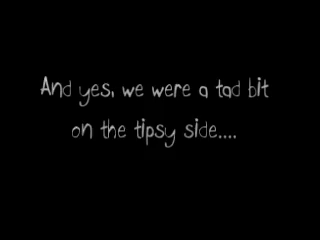 And yes, we were a tad bit
on the tipsy side....